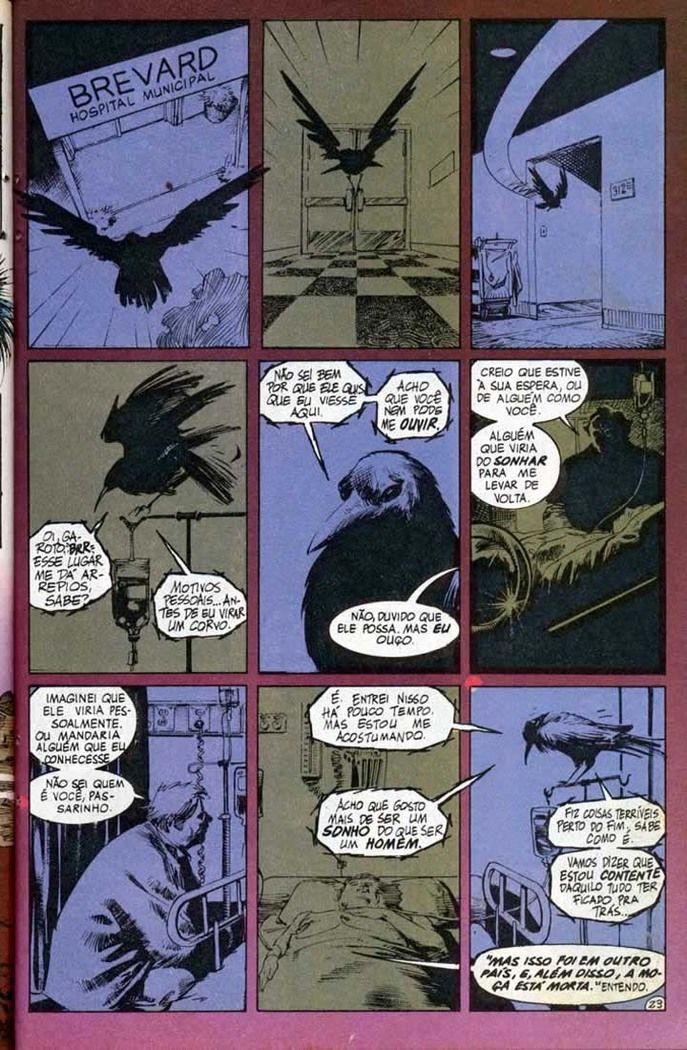 BREVARD
HOSPITAL MUNICIPAL
312
OI, GA-
ROTO. BRR.
ESSE LUGAR
ME DÁ AR-
REPIOS,
SABE?
MOTIVOS
PESSOAIS... AN-
TES DE EU VIRAR
UM CORVO.
NÃO SEI BEM
POR QUE ELE QUIS
QUE EU VIESSE
AQUI.
ACHO
QUE VOCÊ
NEM PODE
ME OUVIR.
NÃO, DUVIDO QUE
ELE POSSA. MAS EU
OUÇO.
CREIO QUE ESTIVE
À SUA ESPERA, OU
DE ALGUÉM COMO
VOCÊ.
ALGUÉM
QUE VIRIA
DO SONHAR
PARA ME
LEVAR DE
VOLTA.
IMAGINEI QUE
ELE VIRIA PES-
SOALMENTE.
OU MANDARIA
ALGUÉM QUE EU
CONHECESSE
NÃO SEI QUEM
É VOCÊ, PAS-
SARINHO.
É. ENTREI NISSO
HÁ POUCO TEMPO.
MAS ESTOU ME
ACOSTUMANDO.
ACHO QUE GOSTO
MAIS DE SER UM
SONHO DO QUE SER
UM HOMEM.
FIZ COISAS TERRÍVEIS
PERTO DO FIM, SABE
COMO É.
VAMOS DIZER QUE
ESTOU CONTENTE
DAQUILO TUDO TER
FICADO PRA
TRÁS...
"MAS ISSO FOI EM OUTRO
PAÍS, E, ALÉM DISSO, A MO-
ÇA ESTÁ MORTA." ENTENDO.
23